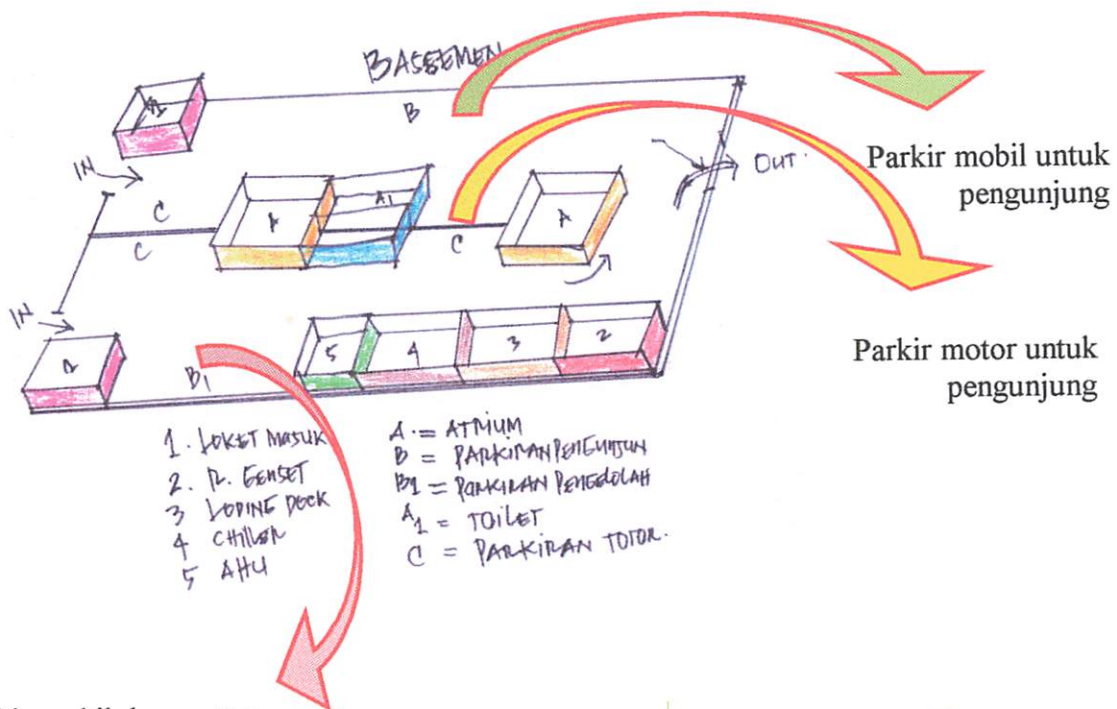 BASSEMEN
B
IN
OUT.
C
C
A
A1
C
A
IN
B1
5
4
3
2
Parkir mobil untuk
pengunjung
Parkir motor untuk
pengunjung
1. LOKET MASUK
2. R. GENSET
3 LODING DOCK
4 CHILLER
5 AHU
A = ATRIUM
B = PARKIRAN PENGUNJUN
B1 = PARKIRAN PENGEDOLAH
A1 = TOILET
C = PARKIRAN TOTOR.